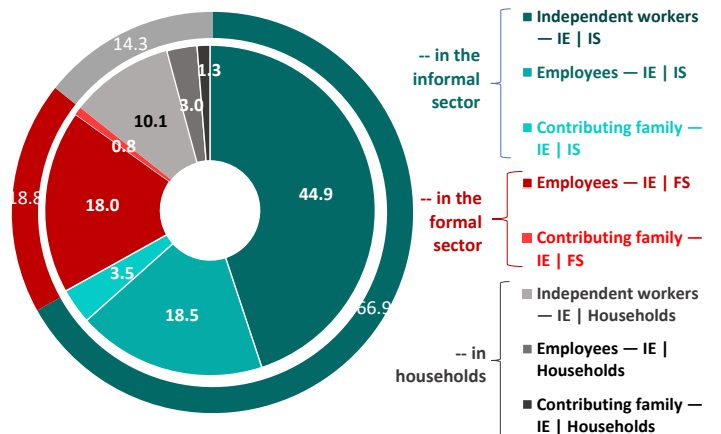 14.3
1.3
3.0
10.1
0.8
18.8
18.0
44.9
3.5
18.5
66.9
-- in the
informal
sector
Independent workers
— IE | IS
Employees — IE | IS
Contributing family —
IE | IS
-- in the
formal
sector
Employees — IE | FS
Contributing family —
IE | FS
-- in
households
Independent workers
— IE | Households
Employees — IE |
Households
Contributing family —
IE | Households